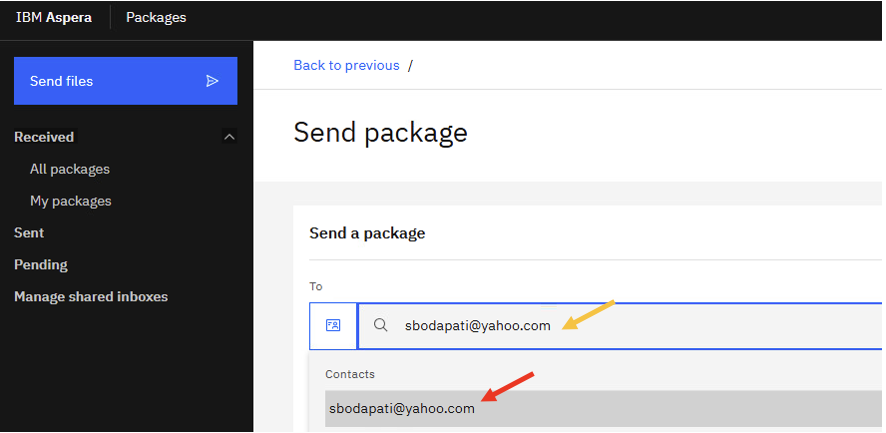 IBM Aspera Packages
Send files
Received
All packages
My packages
Sent
Pending
Manage shared inboxes
Back to previous /
Send package
Send a package
To
sbodapati@yahoo.com
Contacts
sbodapati@yahoo.com